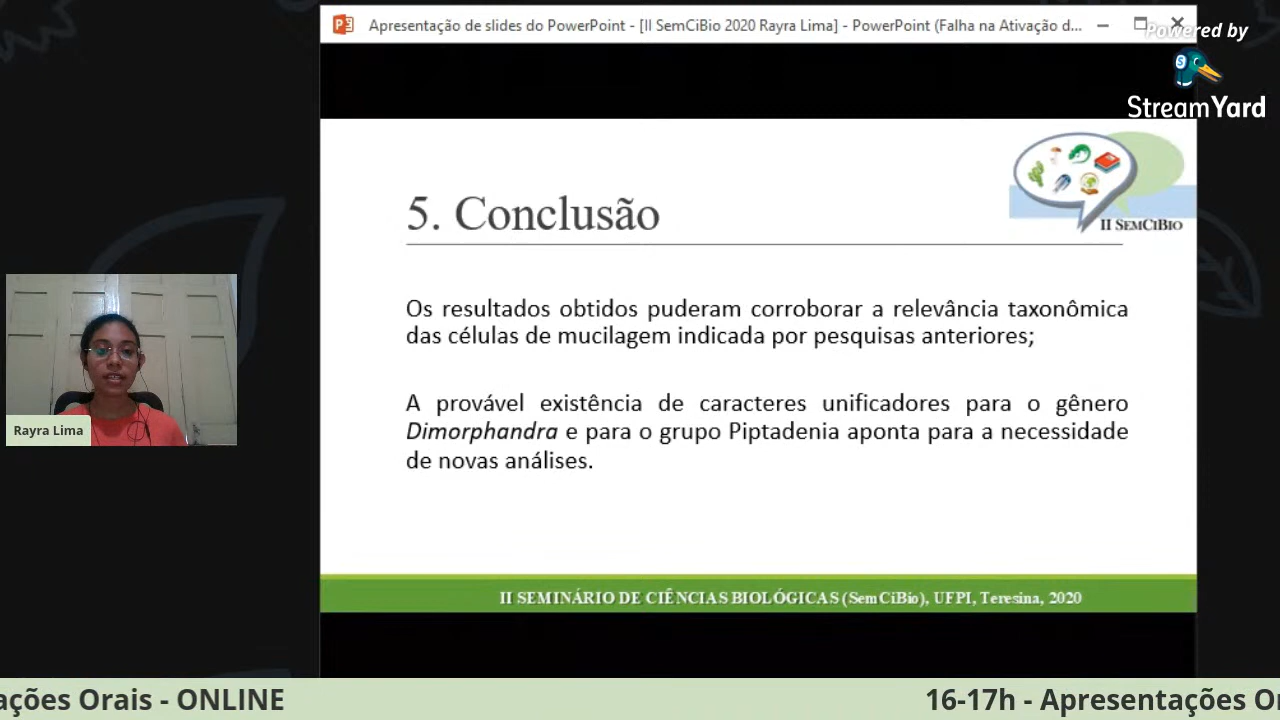 Apresentação de slides do PowerPoint - [II SemCiBio 2020 Rayra Lima] - PowerPoint (Falha na Ativação d...
Powered by
S
StreamYard
II SEMCIBIO
5. Conclusão
Os resultados obtidos puderam corroborar a relevância taxonômica
das células de mucilagem indicada por pesquisas anteriores;
A provável existência de caracteres unificadores para o gênero
Dimorphandra e para o grupo Piptadenia aponta para a necessidade
de novas análises.
Rayra Lima
II SEMINÁRIO DE CIÊNCIAS BIOLÓGICAS (SemCiBio), UFPI, Teresina, 2020
ações Orais - ONLINE
16-17h - Apresentações Or